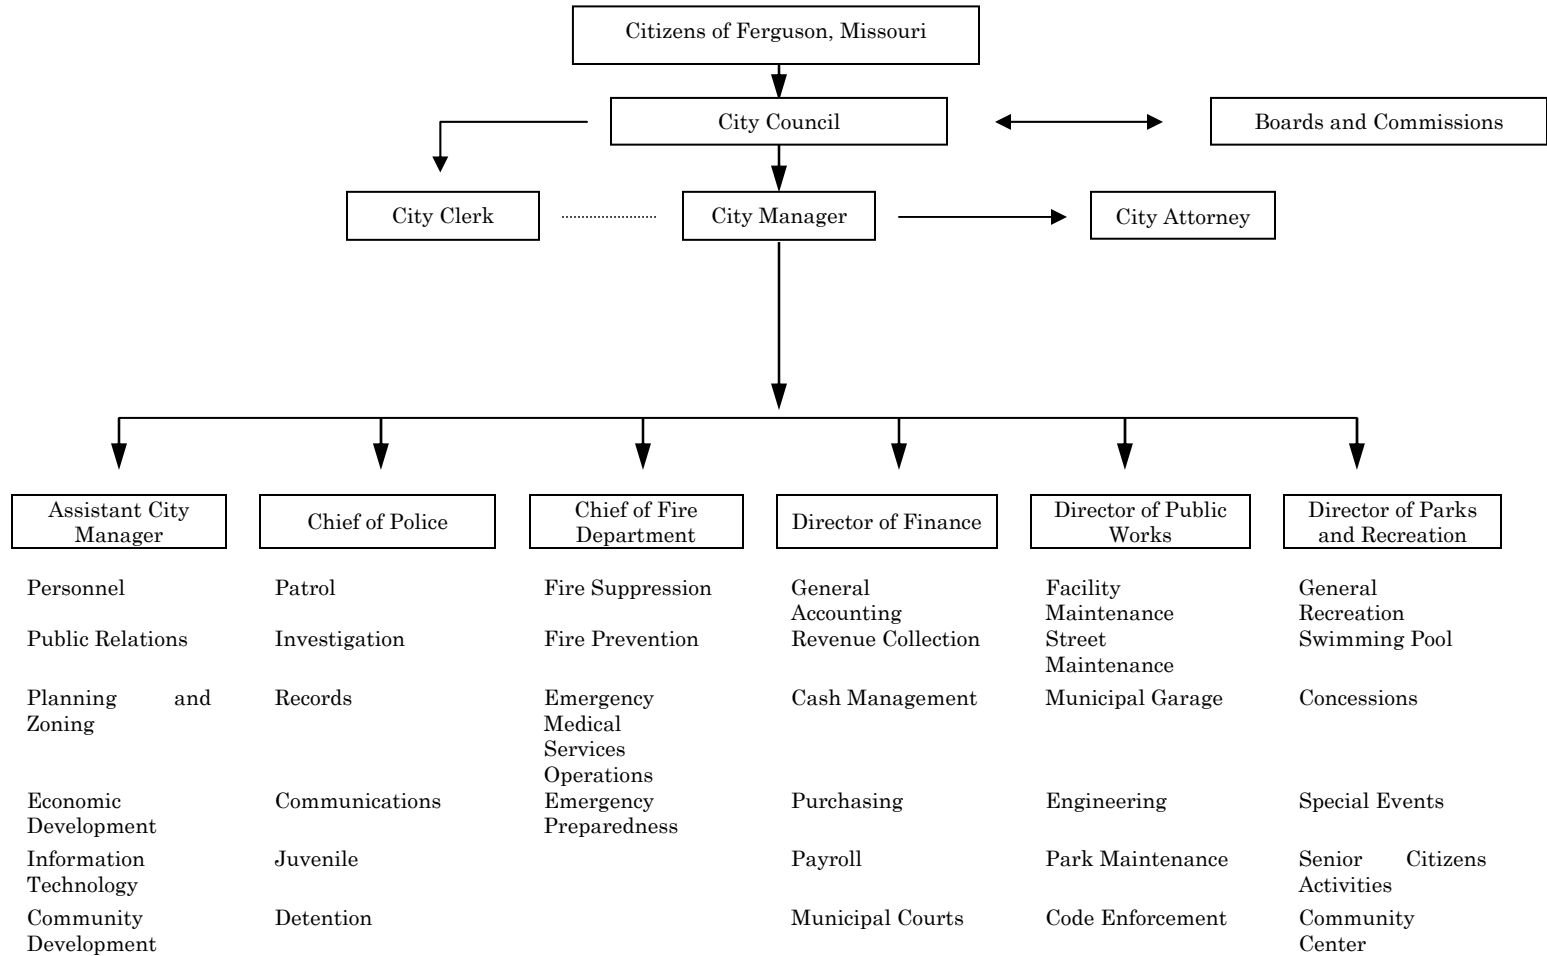 Citizens of Ferguson, Missouri
City Council
Boards and Commissions
City Clerk
City Manager
City Attorney
Assistant City
Manager
Chief of Police
Chief of Fire
Department
Director of Finance
Director of Public
Works
Director of Parks
and Recreation
Personnel
Public Relations
Planning and
Zoning
Economic
Development
Information
Technology
Community
Development
Patrol
Investigation
Records
Communications
Juvenile
Detention
Fire Suppression
Fire Prevention
Emergency
Medical
Services
Operations
Emergency
Preparedness
General
Accounting
Revenue Collection
Cash Management
Purchasing
Payroll
Municipal Courts
Facility
Maintenance
Street
Maintenance
Municipal Garage
Engineering
Park Maintenance
Code Enforcement
General
Recreation
Swimming Pool
Concessions
Special Events
Senior Citizens
Activities
Community
Center